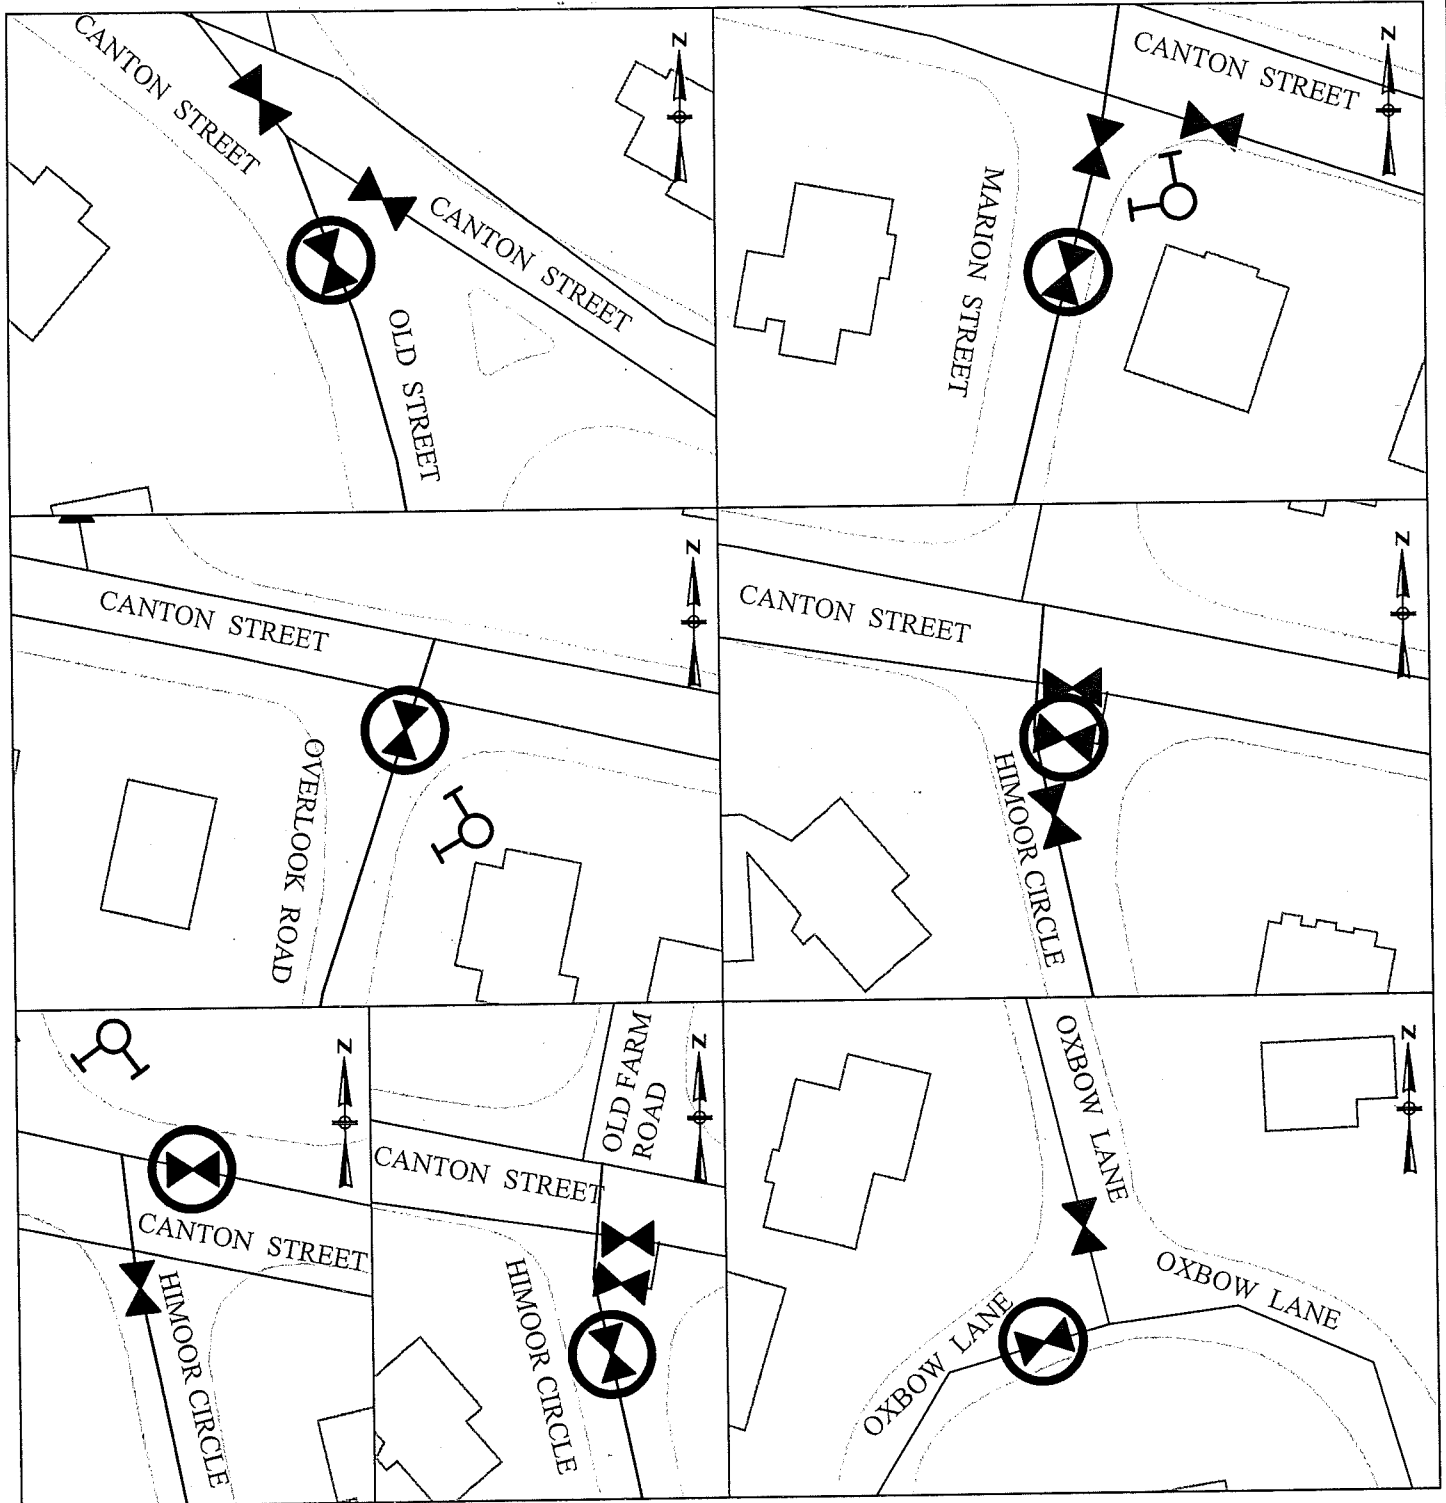 CANTON STREET
CANTON STREET
OLD STREET
N
CANTON STREET
MARION STREET
N
CANTON STREET
OVERLOOK ROAD
N
CANTON STREET
HIMOOR CIRCLE
N
CANTON STREET
HIMOOR CIRCLE
N
OLD FARM
ROAD
CANTON STREET
HIMOOR CIRCLE
N
OXBOW LANE
OXBOW LANE
OXBOW LANE
N